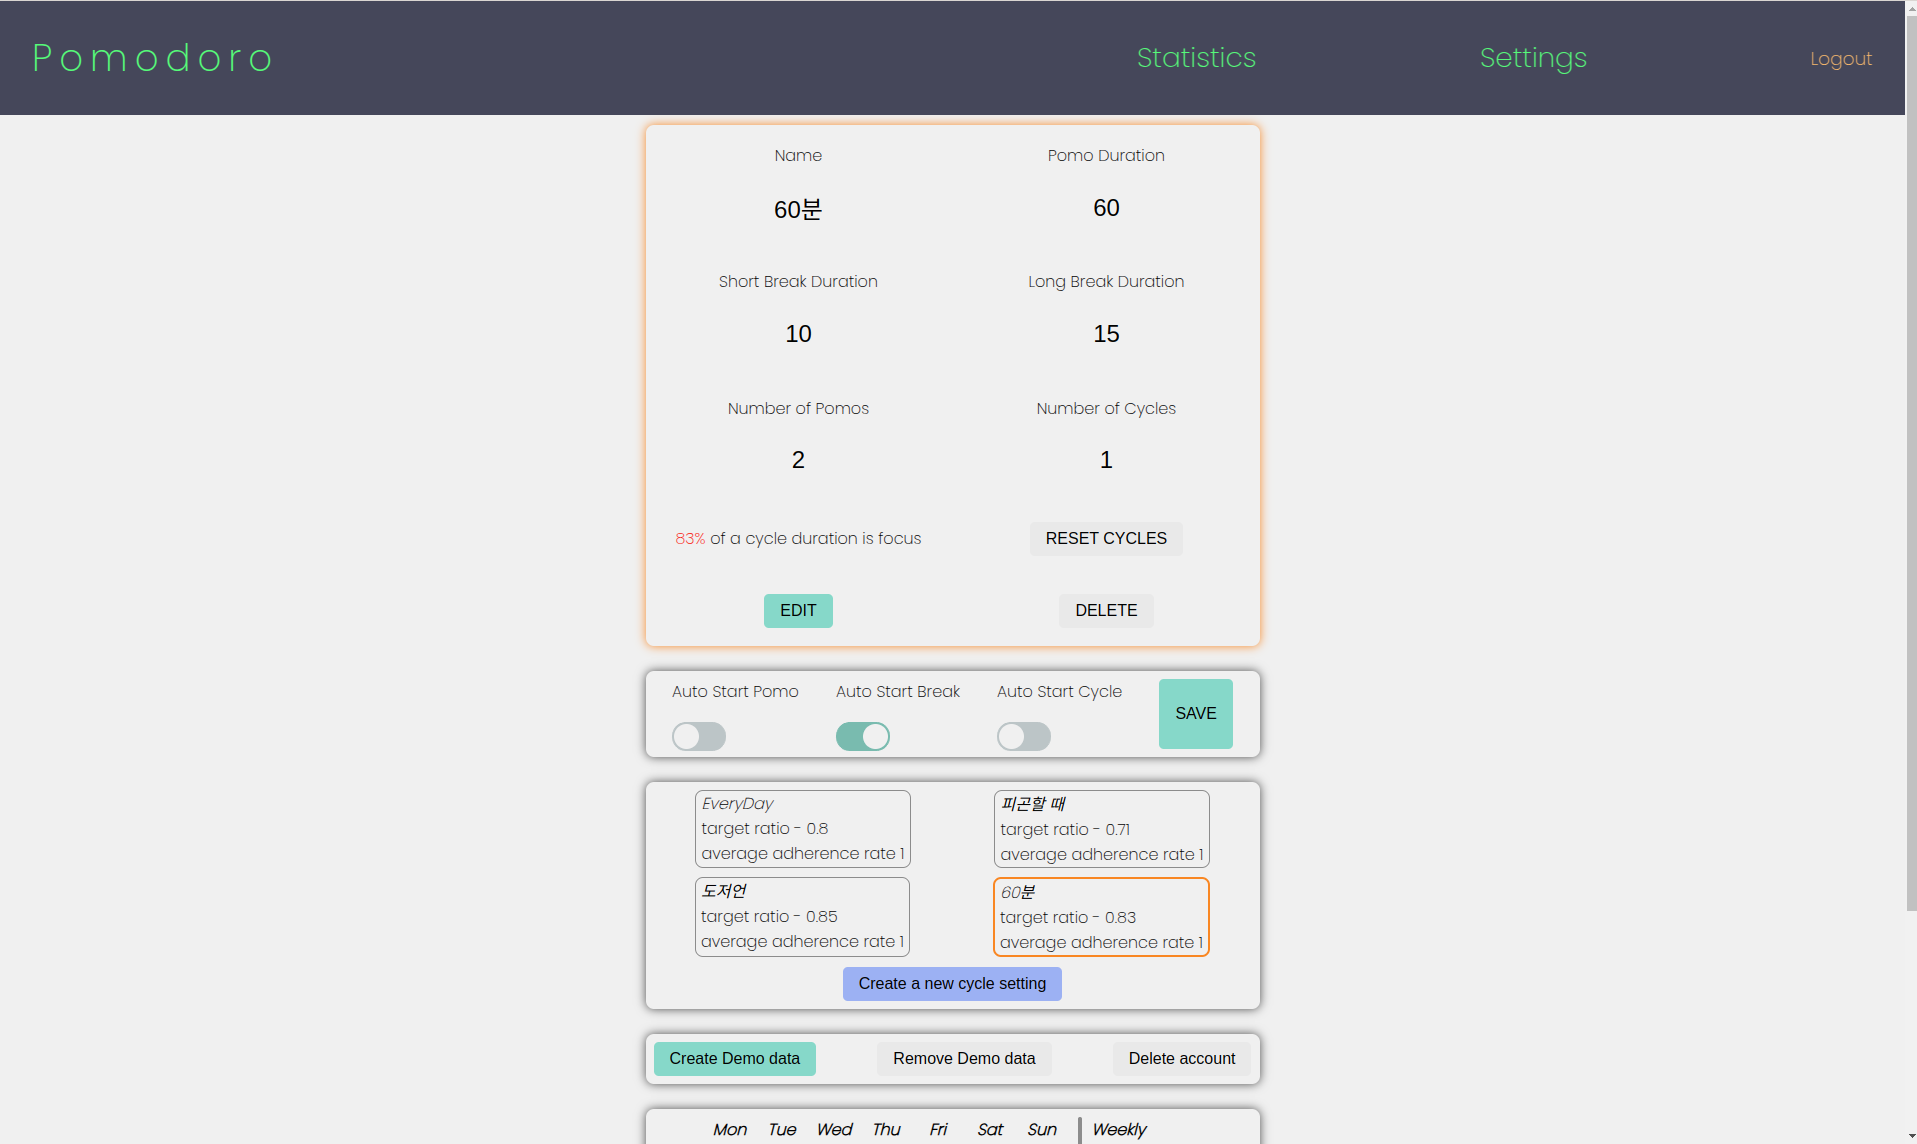 Pomodoro
Statistics
Settings
Logout
Name
Pomo Duration
60분
60
Short Break Duration
Long Break Duration
10
15
Number of Pomos
Number of Cycles
2
1
83% of a cycle duration is focus
RESET CYCLES
EDIT
DELETE
Auto Start Pomo
Auto Start Break
Auto Start Cycle
SAVE
EveryDay
target ratio - 0.8
average adherence rate 1
피곤할 때
target ratio - 0.71
average adherence rate 1
도저언
target ratio - 0.85
average adherence rate 1
60분
target ratio - 0.83
average adherence rate 1
Create a new cycle setting
Create Demo data
Remove Demo data
Delete account
Mon Tue Wed Thu Fri Sat Sun Weekly